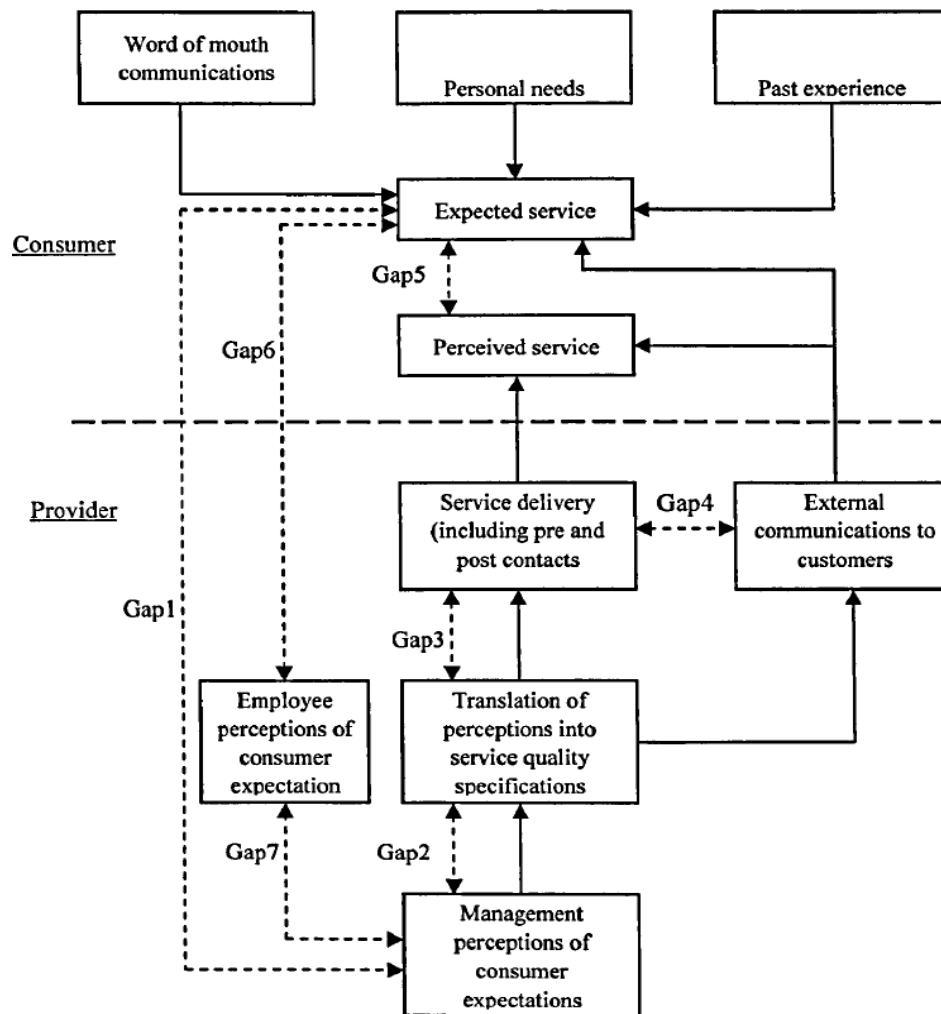 Word of mouth
communications
Personal needs
Past experience
Expected service
Consumer
Gap5
Gap6
Perceived service
Provider
Service delivery
(including pre and
post contacts
Gap4
External
communications to
customers
Gap1
Gap3
Employee
perceptions of
consumer
expectation
Translation of
perceptions into
service quality
specifications
Gap7
Gap2
Management
perceptions of
consumer
expectations